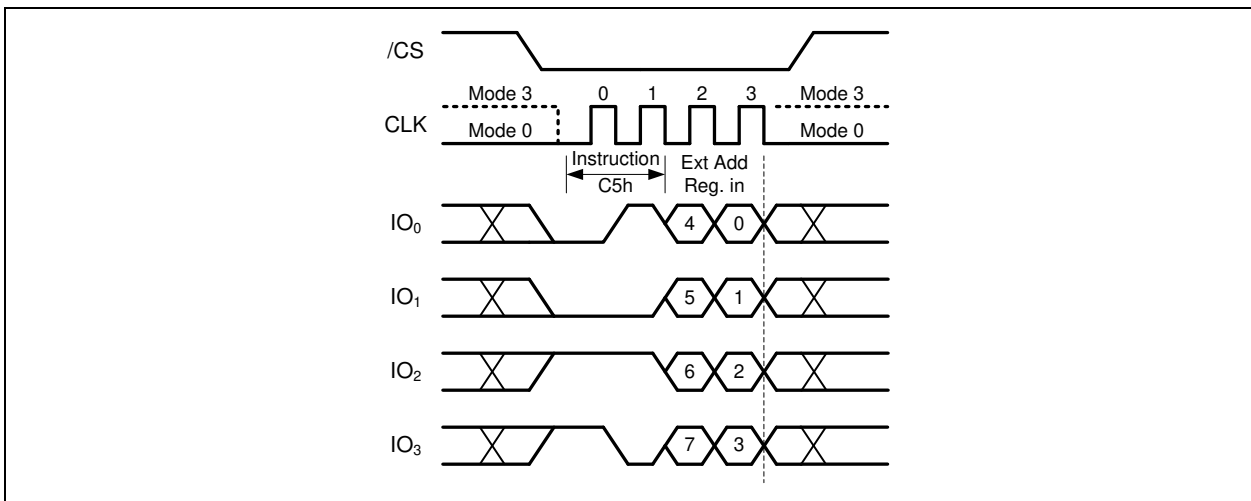 /CS
Mode 3 0 1 2 3 Mode 3
CLK
Mode 0 Mode 0
Instruction Ext Add
C5h Reg. in
IO0 4 0
IO1 5 1
IO2 6 2
IO3 7 3